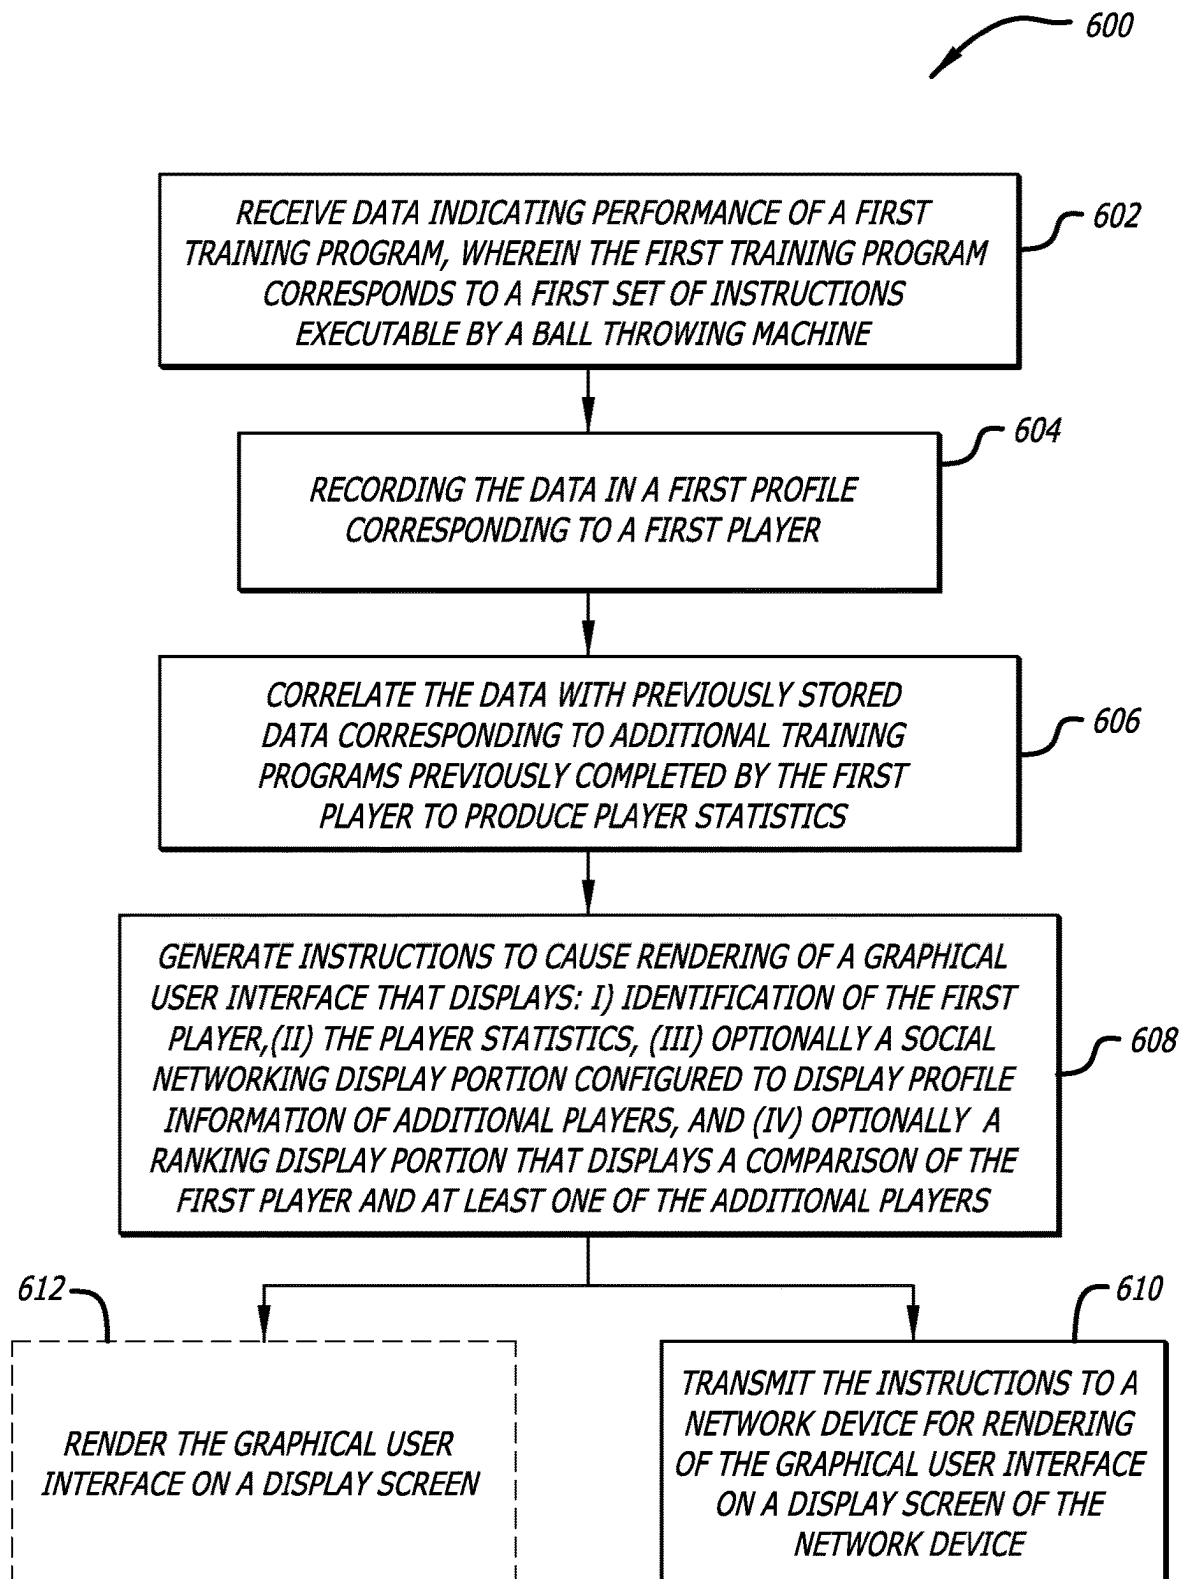 600
RECEIVE DATA INDICATING PERFORMANCE OF A FIRST
TRAINING PROGRAM, WHEREIN THE FIRST TRAINING PROGRAM
CORRESPONDS TO A FIRST SET OF INSTRUCTIONS
EXECUTABLE BY A BALL THROWING MACHINE
602
RECORDING THE DATA IN A FIRST PROFILE
CORRESPONDING TO A FIRST PLAYER
604
CORRELATE THE DATA WITH PREVIOUSLY STORED
DATA CORRESPONDING TO ADDITIONAL TRAINING
PROGRAMS PREVIOUSLY COMPLETED BY THE FIRST
PLAYER TO PRODUCE PLAYER STATISTICS
606
GENERATE INSTRUCTIONS TO CAUSE RENDERING OF A GRAPHICAL
USER INTERFACE THAT DISPLAYS: I) IDENTIFICATION OF THE FIRST
PLAYER,(II) THE PLAYER STATISTICS, (III) OPTIONALLY A SOCIAL
NETWORKING DISPLAY PORTION CONFIGURED TO DISPLAY PROFILE
INFORMATION OF ADDITIONAL PLAYERS, AND (IV) OPTIONALLY A
RANKING DISPLAY PORTION THAT DISPLAYS A COMPARISON OF THE
FIRST PLAYER AND AT LEAST ONE OF THE ADDITIONAL PLAYERS
608
612
RENDER THE GRAPHICAL USER
INTERFACE ON A DISPLAY SCREEN
610
TRANSMIT THE INSTRUCTIONS TO A
NETWORK DEVICE FOR RENDERING
OF THE GRAPHICAL USER INTERFACE
ON A DISPLAY SCREEN OF THE
NETWORK DEVICE